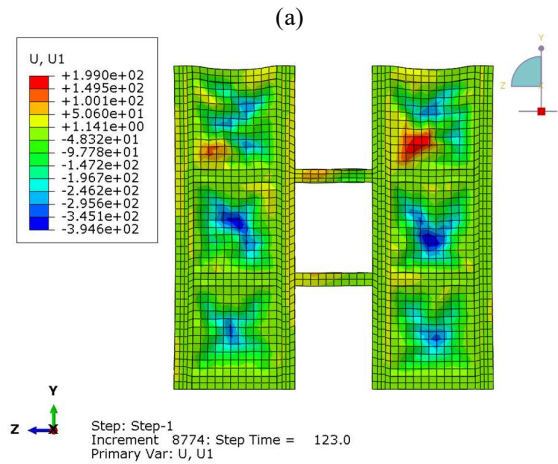 (a)
U, U1
+1.990e+02
+1.495e+02
+1.001e+02
+5.060e+01
+1.141e+00
-4.832e+01
-9.778e+01
-1.472e+02
-1.967e+02
-2.462e+02
-2.956e+02
-3.451e+02
-3.946e+02
Y
Z
Y
Z X
Step: Step-1
Increment 8774: Step Time = 123.0
Primary Var: U, U1